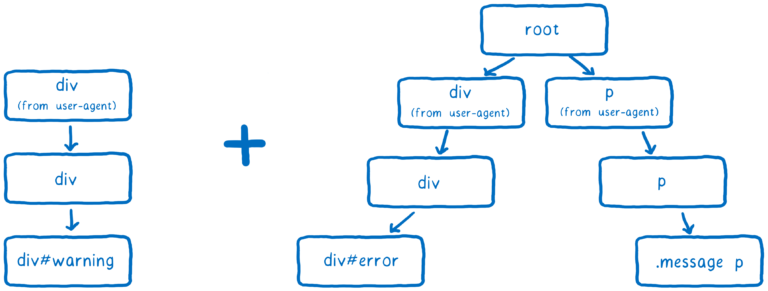 root
div
(from user-agent)
div
(from user-agent)
p
(from user-agent)
+
div
div
p
div#warning
div#error
.message p